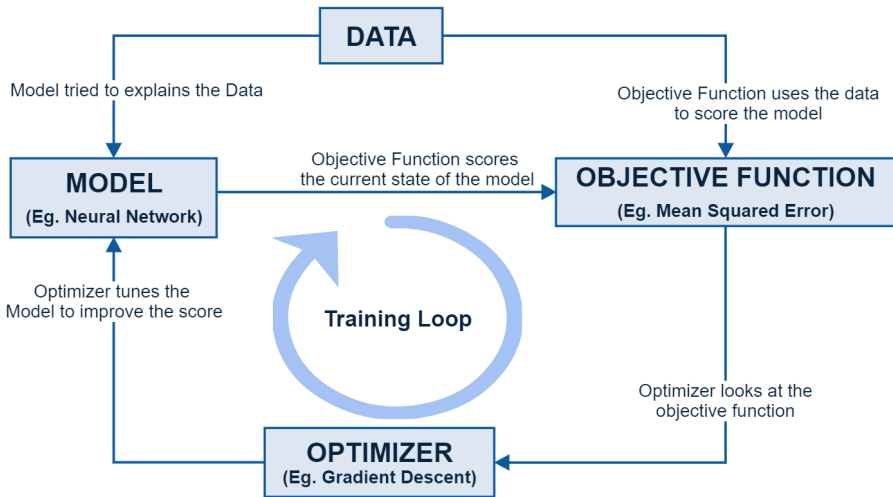 DATA
Model tried to explains the Data
Objective Function uses the data
to score the model
MODEL
(Eg. Neural Network)
Objective Function scores
the current state of the model
OBJECTIVE FUNCTION
(Eg. Mean Squared Error)
Optimizer tunes the
Model to improve the score
Training Loop
Optimizer looks at the
objective function
OPTIMIZER
(Eg. Gradient Descent)